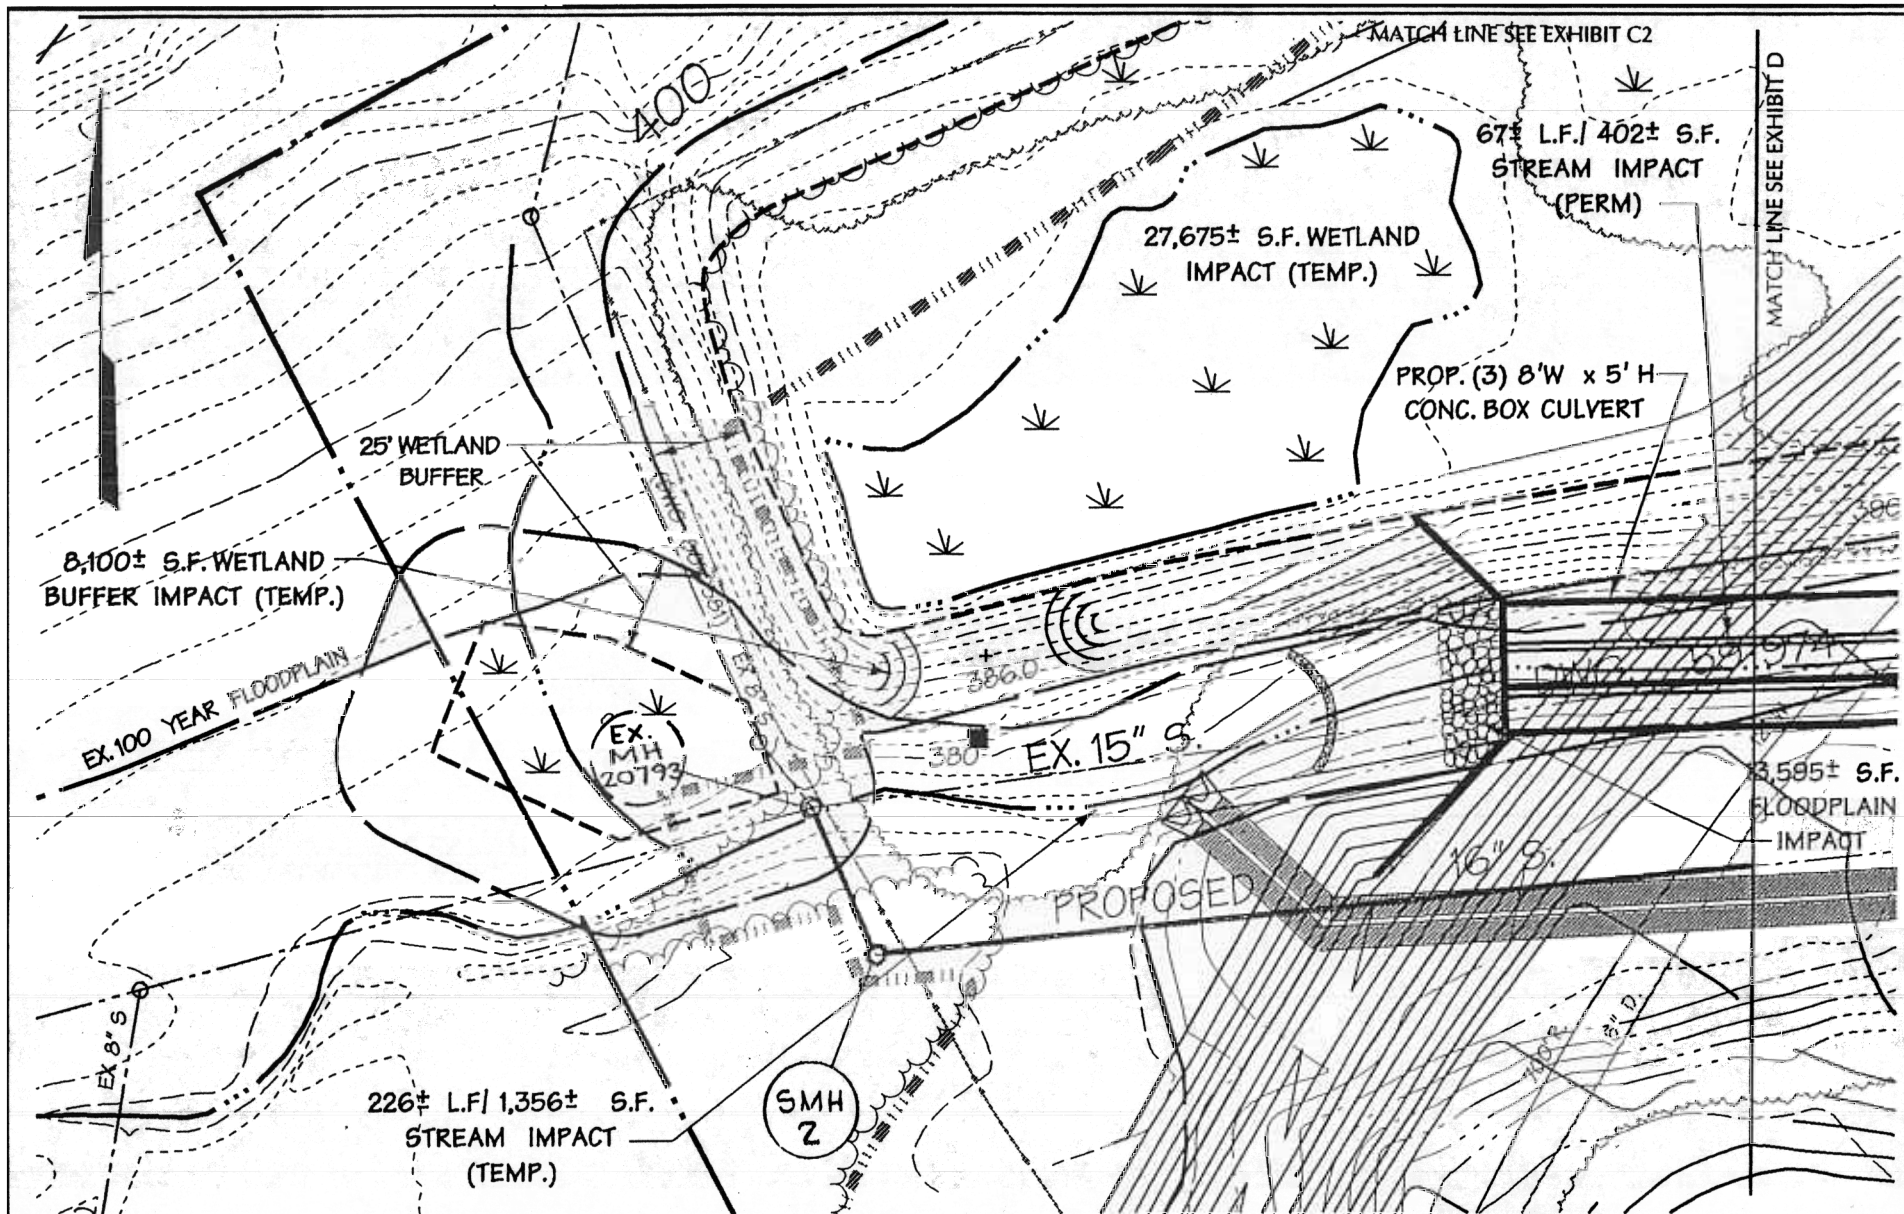 MATCH LINE SEE EXHIBIT C2
MATCH LINE SEE EXHIBIT D
400
67± L.F./ 402± S.F.
STREAM IMPACT
(PERM)
27,675± S.F. WETLAND
IMPACT (TEMP.)
PROP. (3) 8'W x 5' H
CONC. BOX CULVERT
25' WETLAND
BUFFER
386
8,100± S.F. WETLAND
BUFFER IMPACT (TEMP.)
EX. 100 YEAR FLOODPLAIN
386.0
380
EX.
MH
20793
EX. 15" S.
S.F.
FLOODPLAIN
IMPACT
16" S.
PROPOSED
EX 8" S
8" D.
226± L.F/ 1,356± S.F.
STREAM IMPACT
(TEMP.)
SMH
2